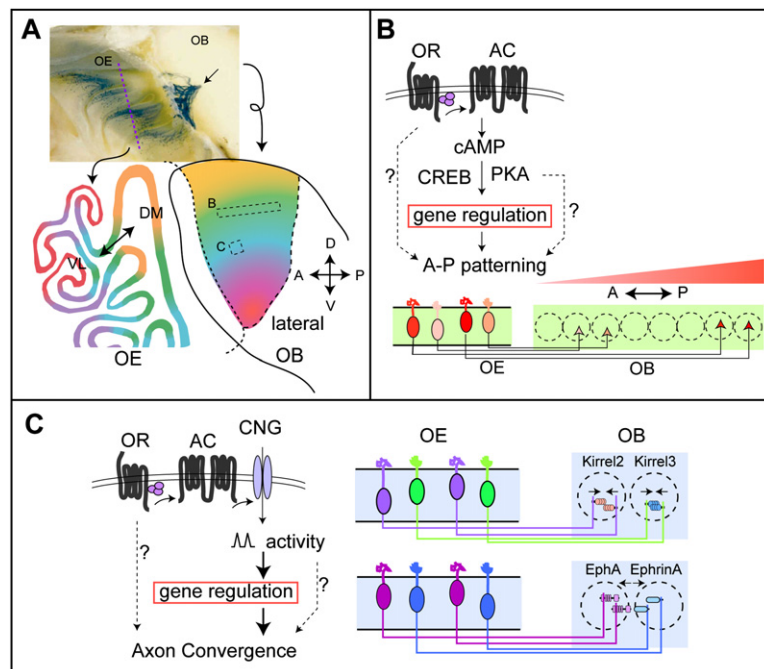 A
OB
OE
DM
VL
B
C
D
A
P
V
lateral
OE
OB
B
OR
AC
cAMP
?
CREB
PKA
gene regulation
?
A-P patterning
A
P
OE
OB
C
OR
AC
CNG
?
activity
gene regulation
?
Axon Convergence
OE
OB
Kirrel2
Kirrel3
EphA
EphrinA